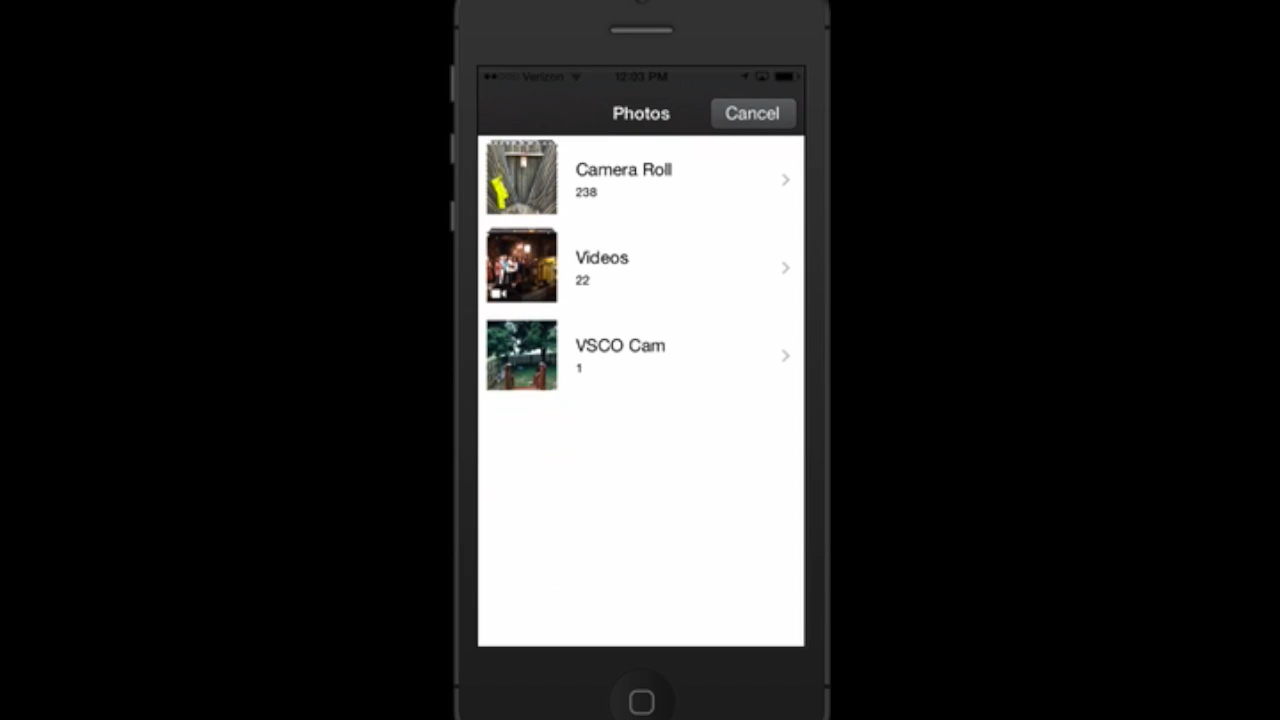 Verizon 12:03 PM
Photos Cancel
Camera Roll
238
Videos
22
VSCO Cam
1